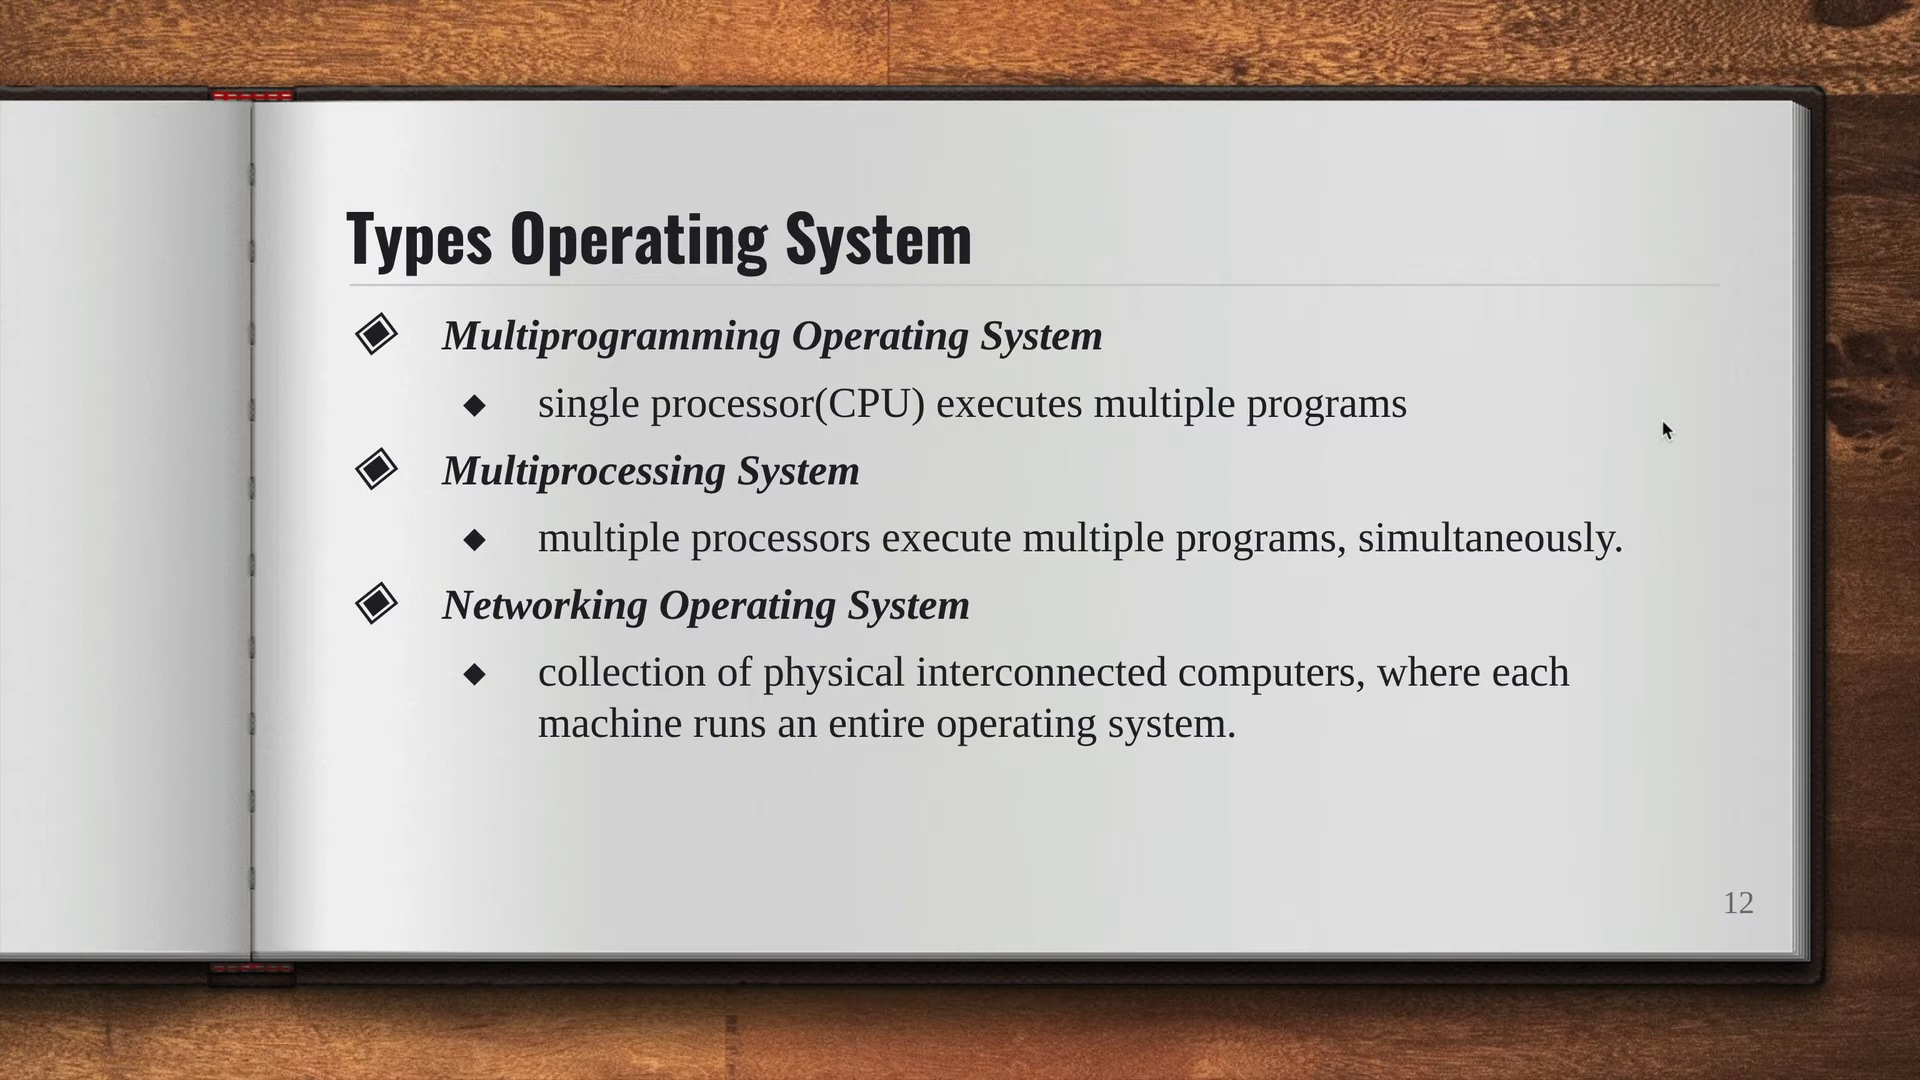 Types Operating System
Multiprogramming Operating System
single processor(CPU) executes multiple programs
Multiprocessing System
multiple processors execute multiple programs, simultaneously.
Networking Operating System
collection of physical interconnected computers, where each
machine runs an entire operating system.
12